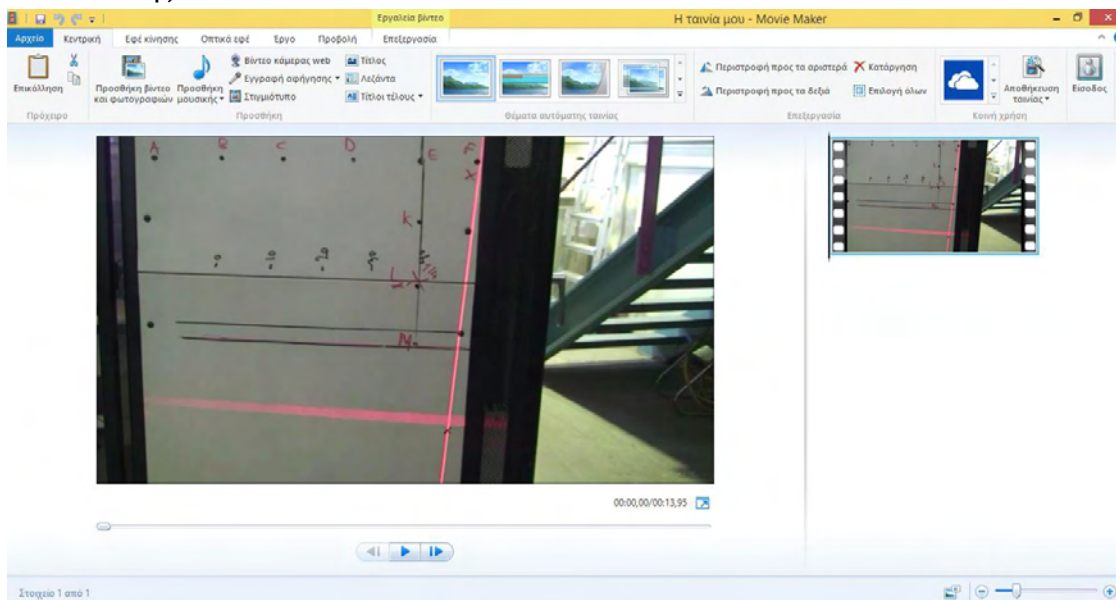 Εργαλεία βίντεο
Η ταινία μου - Movie Maker
Αρχείο Κεντρική Εφέ κίνησης Οπτικά εφέ Έργο Προβολή Επεξεργασία
Επικόλληση
Προσθήκη βίντεο και φωτογραφιών
Προσθήκη μουσικής
Βίντεο κάμερας web
Εγγραφή αφήγησης
Στιγμιότυπο
Τίτλος
Λεζάντα
Τίτλοι τέλους
Περιστροφή προς τα αριστερά
Περιστροφή προς τα δεξιά
Κατάργηση
Επιλογή όλων
Αποθήκευση ταινίας
Είσοδος
Πρόχειρο
Προσθήκη
Θέματα αυτόματης ταινίας
Επεξεργασία
Κοινή χρήση
A B C D E F
X
K
L
M
00:00,00/00:13,95
Στοιχείο 1 από 1